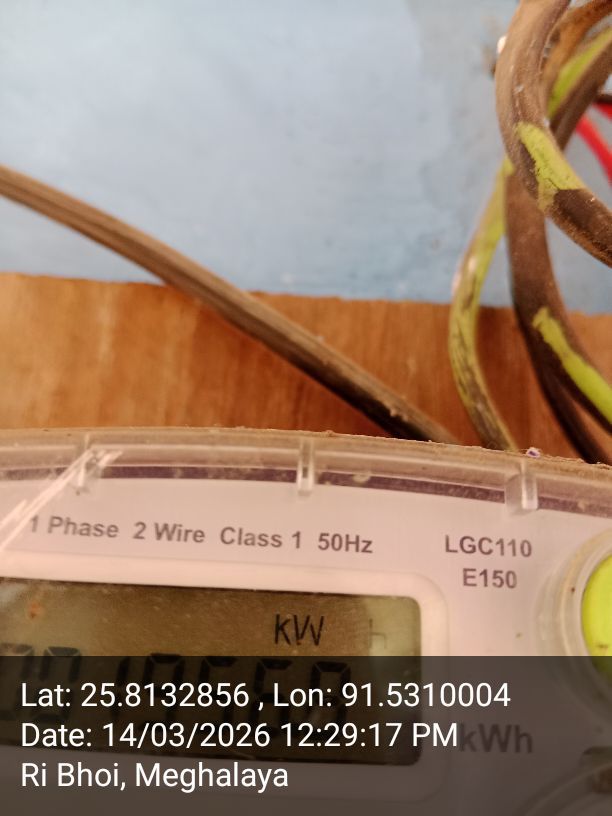 1 Phase 2 Wire Class 1 50Hz
LGC110
E150
kW
kWh
Lat: 25.8132856 , Lon: 91.5310004
Date: 14/03/2026 12:29:17 PM
Ri Bhoi, Meghalaya